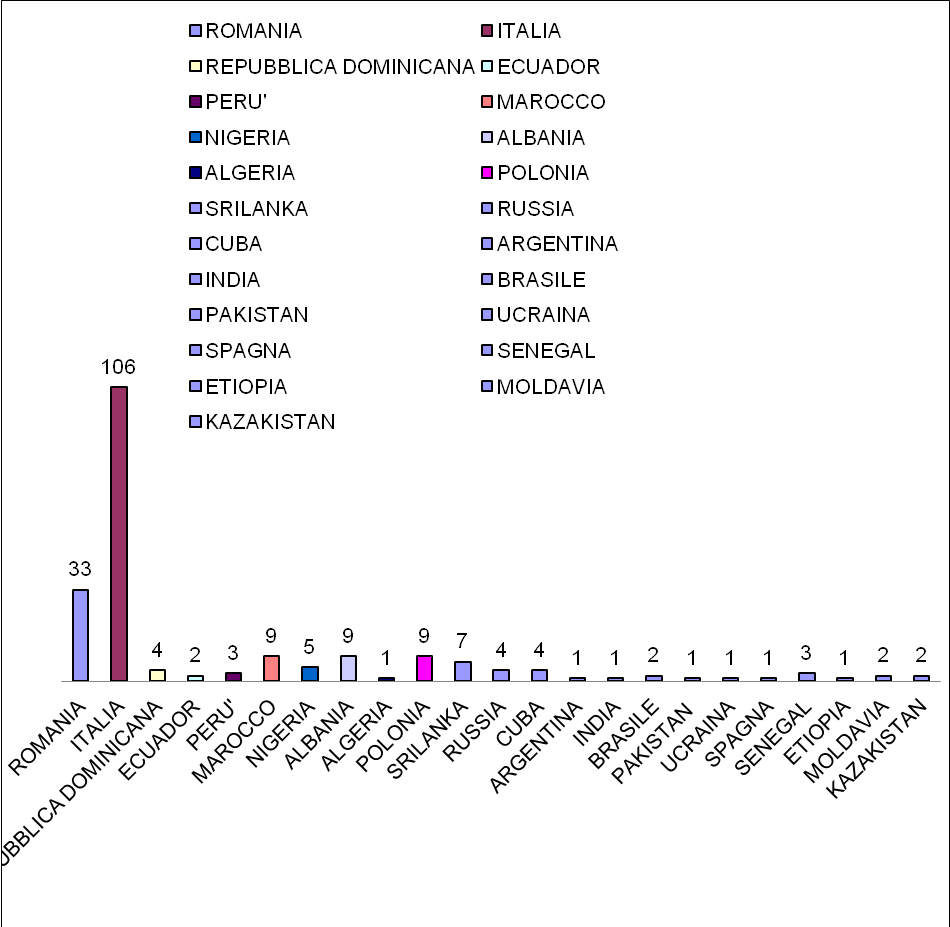 ROMANIA ITALIA
REPUBBLICA DOMINICANA ECUADOR
PERU' MAROCCO
NIGERIA ALBANIA
ALGERIA POLONIA
SRILANKA RUSSIA
CUBA ARGENTINA
INDIA BRASILE
PAKISTAN UCRAINA
SPAGNA SENEGAL
ETIOPIA MOLDAVIA
KAZAKISTAN
106
33
4
2
3
9
5
9
1
9
7
4
4
1
1
2
1
1
1
3
1
2
2
ROMANIA
ITALIA
UBBLICA DOMINICANA
ECUADOR
PERU'
MAROCCO
NIGERIA
ALBANIA
ALGERIA
POLONIA
SRILANKA
RUSSIA
CUBA
ARGENTINA
INDIA
BRASILE
PAKISTAN
UCRAINA
SPAGNA
SENEGAL
ETIOPIA
MOLDAVIA
KAZAKISTAN